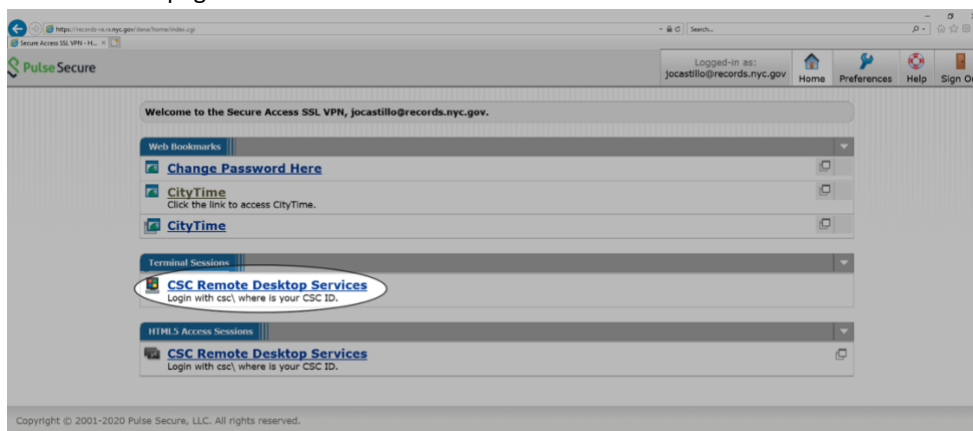 https://records-va.ix.nyc.gov/dana/home/index.cgi
Search...
Secure Access SSL VPN - H...
Pulse Secure
Logged-in as:
jocastillo@records.nyc.gov
Home
Preferences
Help
Welcome to the Secure Access SSL VPN, jocastillo@records.nyc.gov.
Web Bookmarks
Change Password Here
CityTime
Click the link to access CityTime.
CityTime
Terminal Sessions
CSC Remote Desktop Services
Login with csc\ where is your CSC ID.
HTML5 Access Sessions
CSC Remote Desktop Services
Login with csc\ where is your CSC ID.
Copyright © 2001-2020 Pulse Secure, LLC. All rights reserved.